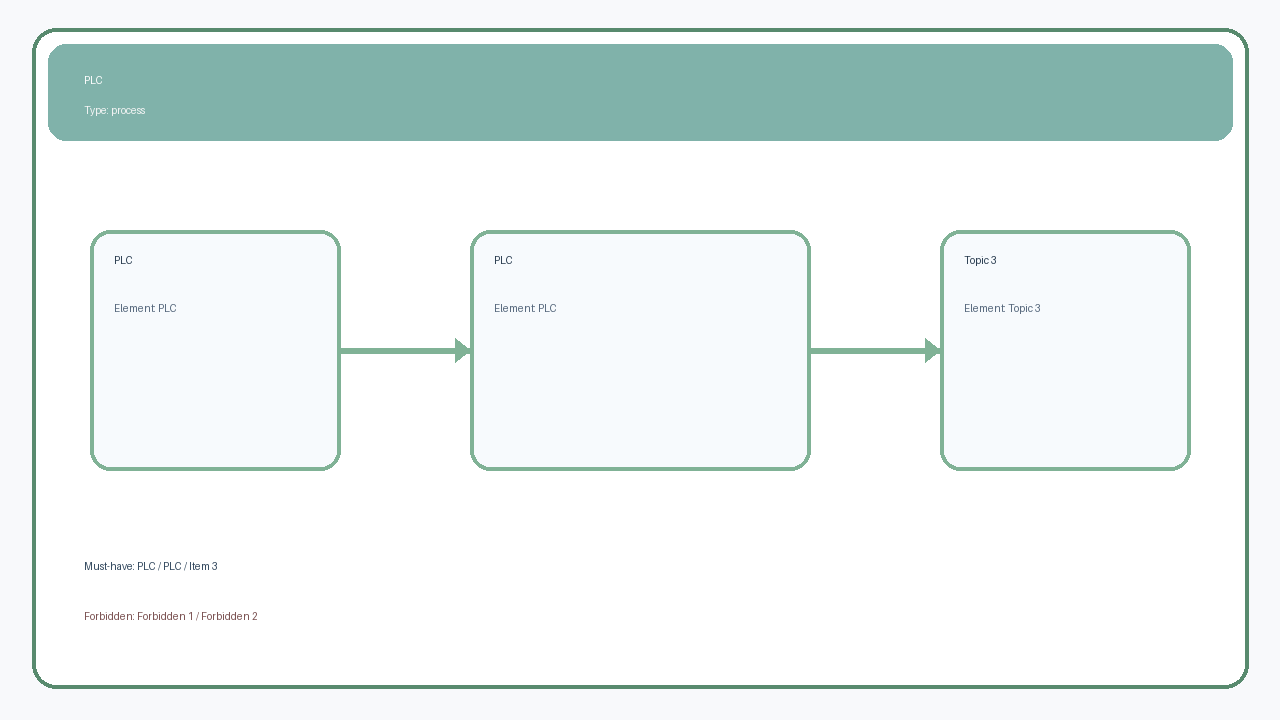 PLC
Type: process
PLC
Element: PLC
PLC
Element: PLC
Topic 3
Element: Topic 3
Must-have: PLC / PLC / Item 3
Forbidden: Forbidden 1 / Forbidden 2